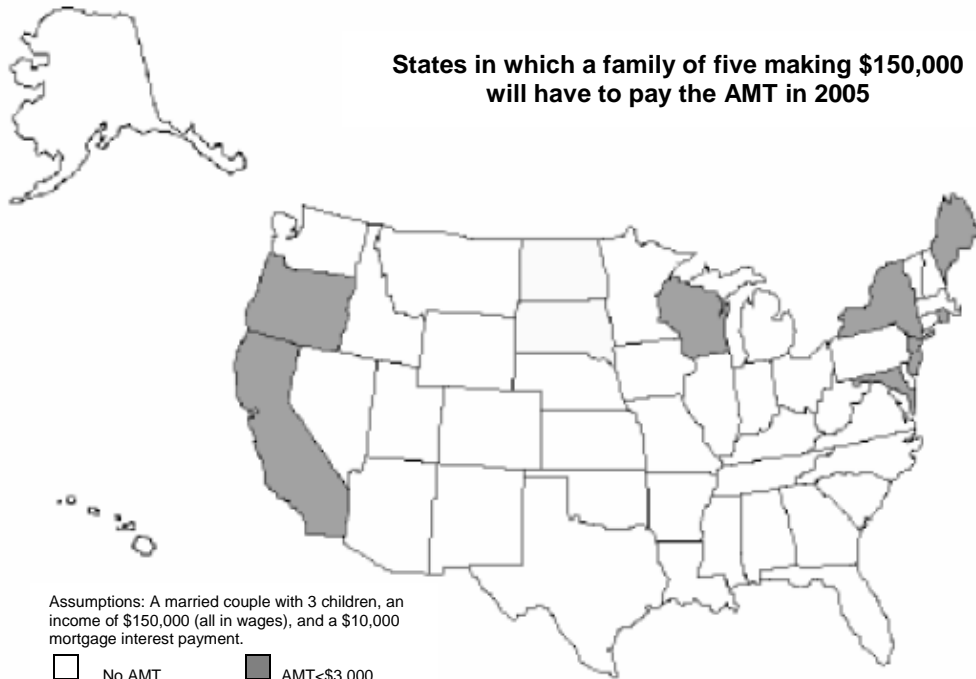 States in which a family of five making $150,000
will have to pay the AMT in 2005
Assumptions: A married couple with 3 children, an
income of $150,000 (all in wages), and a $10,000
mortgage interest payment.
No AMT AMT<$3,000